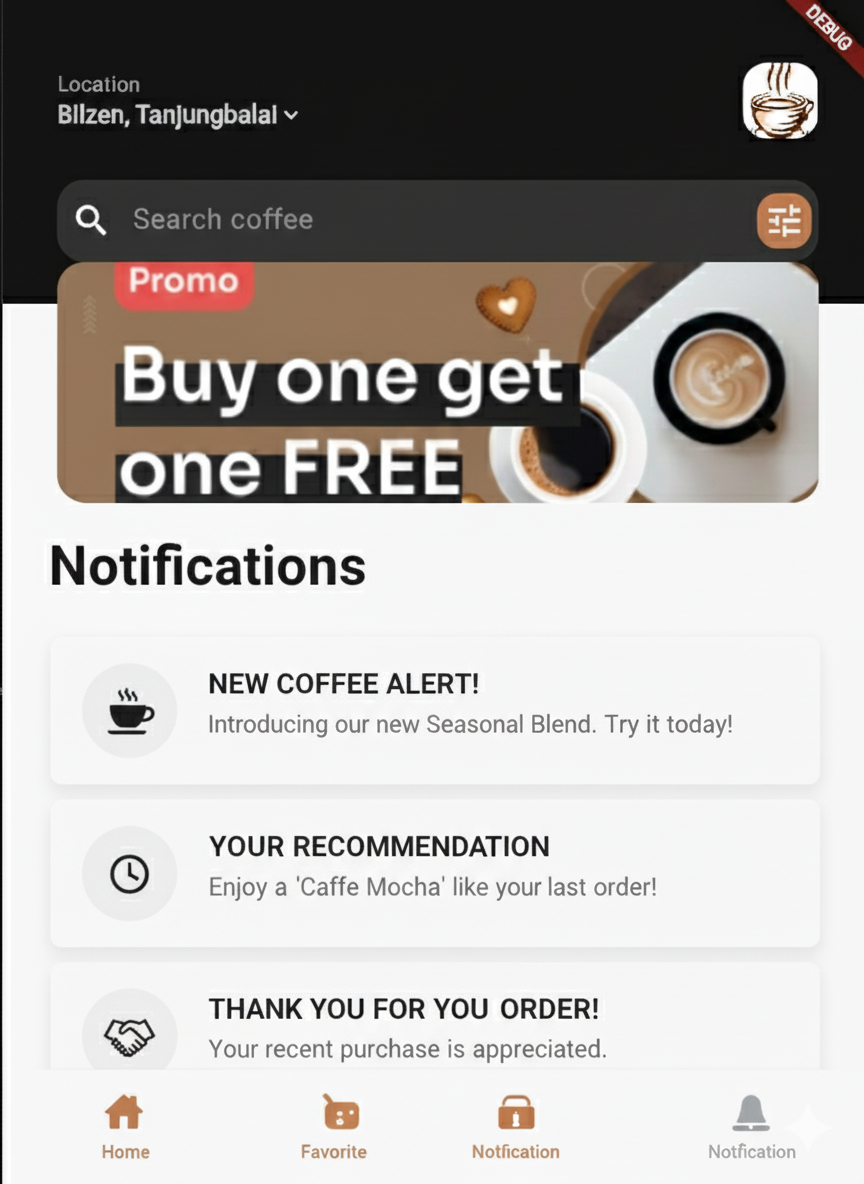 DEBUG
Location
Bilzen, Tanjungbalai
Search coffee
Promo
Buy one get
one FREE
Notifications
NEW COFFEE ALERT!
Introducing our new Seasonal Blend. Try it today!
YOUR RECOMMENDATION
Enjoy a 'Caffe Mocha' like your last order!
THANK YOU FOR YOU ORDER!
Your recent purchase is appreciated.
Home
Favorite
Notfication
Notfication